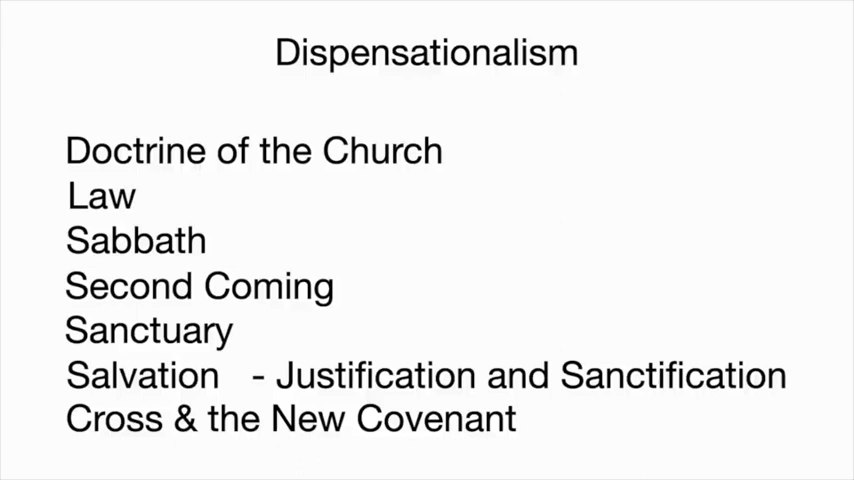 Dispensationalism
Doctrine of the Church
Law
Sabbath
Second Coming
Sanctuary
Salvation - Justification and Sanctification
Cross & the New Covenant